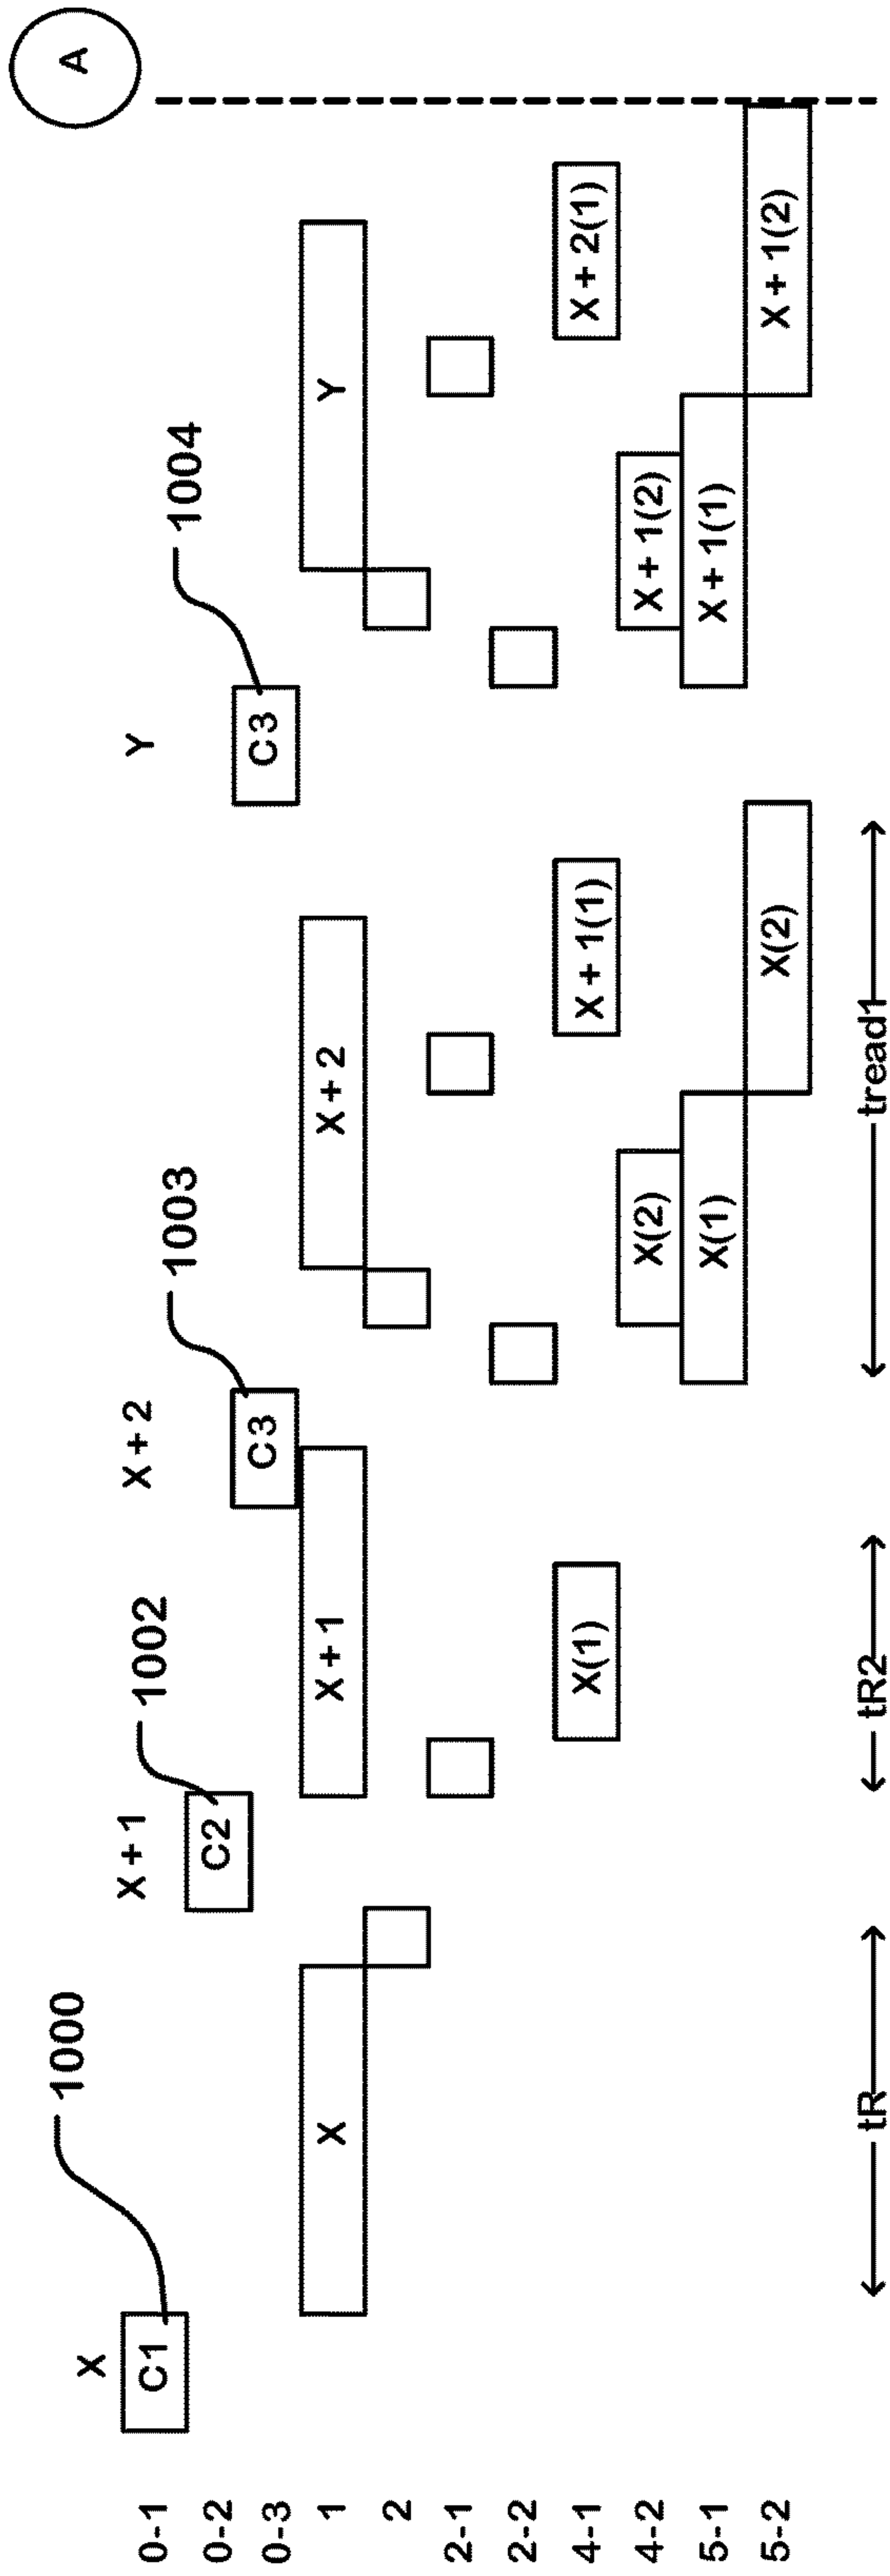 X X + 1 X + 2 Y A
1000 1002 1003 1004
0-1 C1
0-2 C2
0-3 C3 C3
1 X X + 1 X + 2 Y
2
2-1
2-2
4-1 X(1) X + 1(1) X + 2(1)
4-2 X(2) X + 1(2)
5-1 X(1) X + 1(1)
5-2 X(2) X + 1(2)
tR tR2 tread1